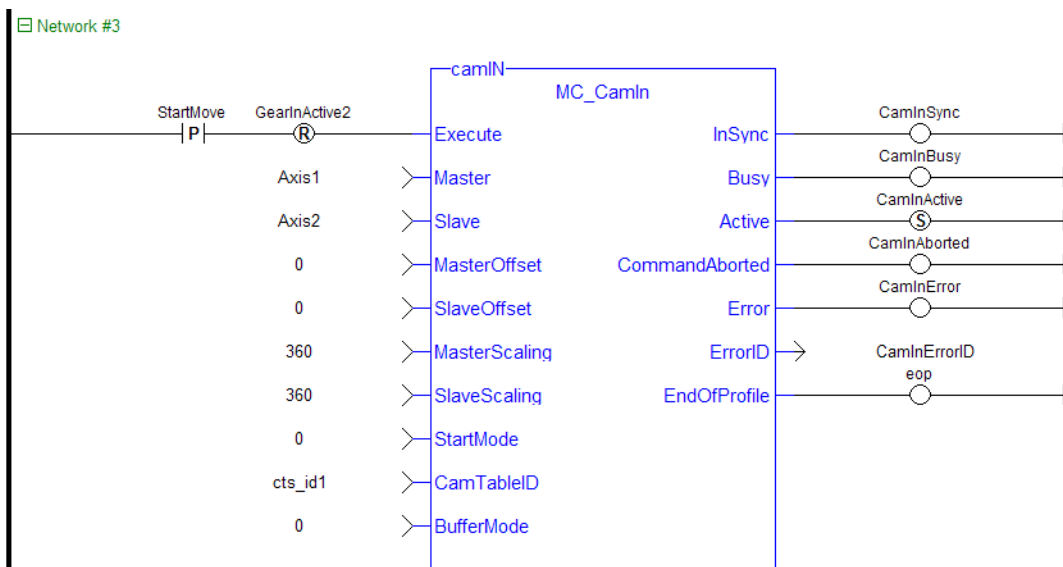 Network #3
camIN
MC_CamIn
StartMove GearInActive2 CamInSync
P R Execute InSync
CamInBusy
Axis1 Master Busy
CamInActive
Axis2 Slave Active S
CamInAborted
0 MasterOffset CommandAborted
CamInError
0 SlaveOffset Error
360 MasterScaling ErrorID CamInErrorID
eop
360 SlaveScaling EndOfProfile
0 StartMode
cts_id1 CamTableID
0 BufferMode